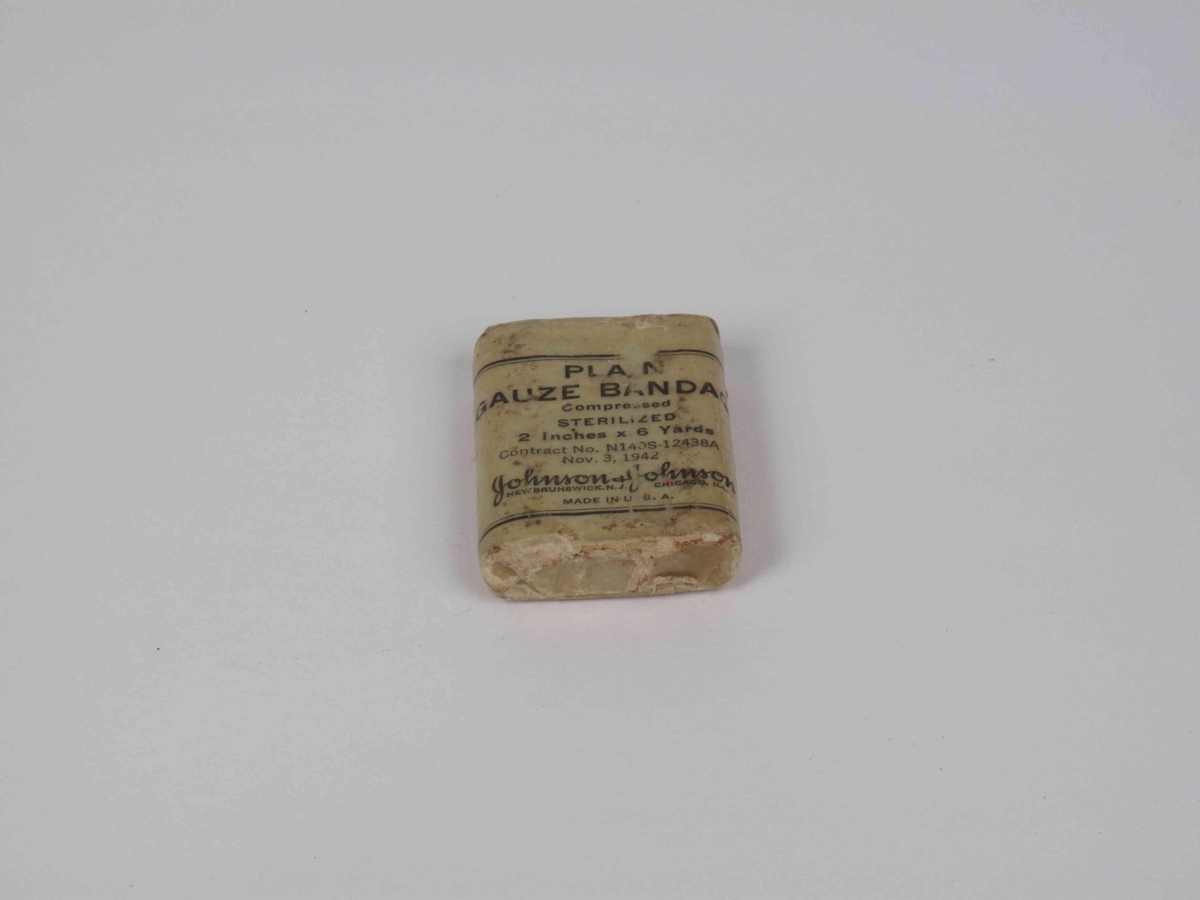 PLAIN
GAUZE BANDAG
Compressed
STERILIZED
2 Inches x 6 Yards
Contract No. N140S-12438A
Nov. 3, 1942
Johnson & Johnson
NEW BRUNSWICK, N.J. CHICAGO, ILL.
MADE IN U.S.A.